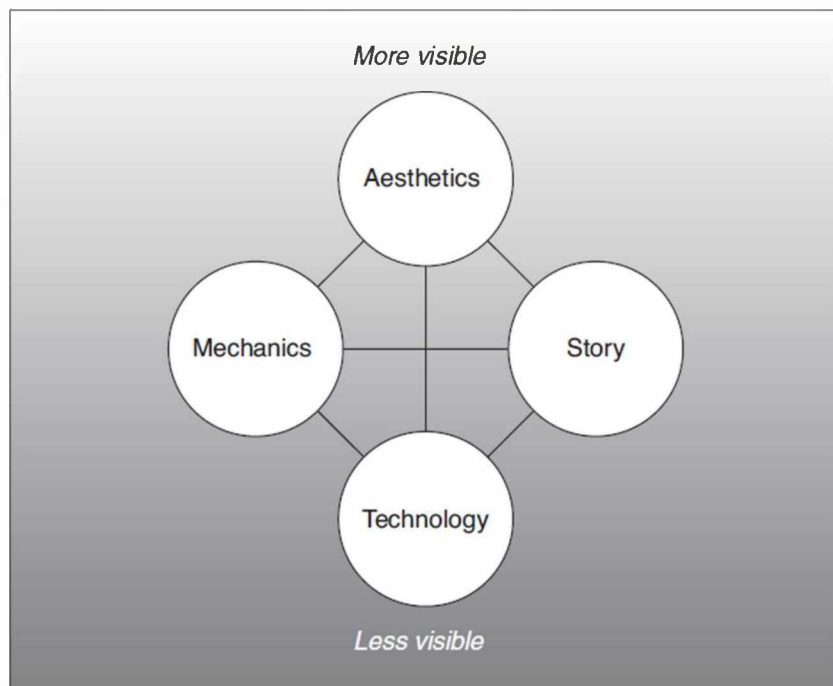 More visible
Aesthetics
Mechanics
Story
Technology
Less visible